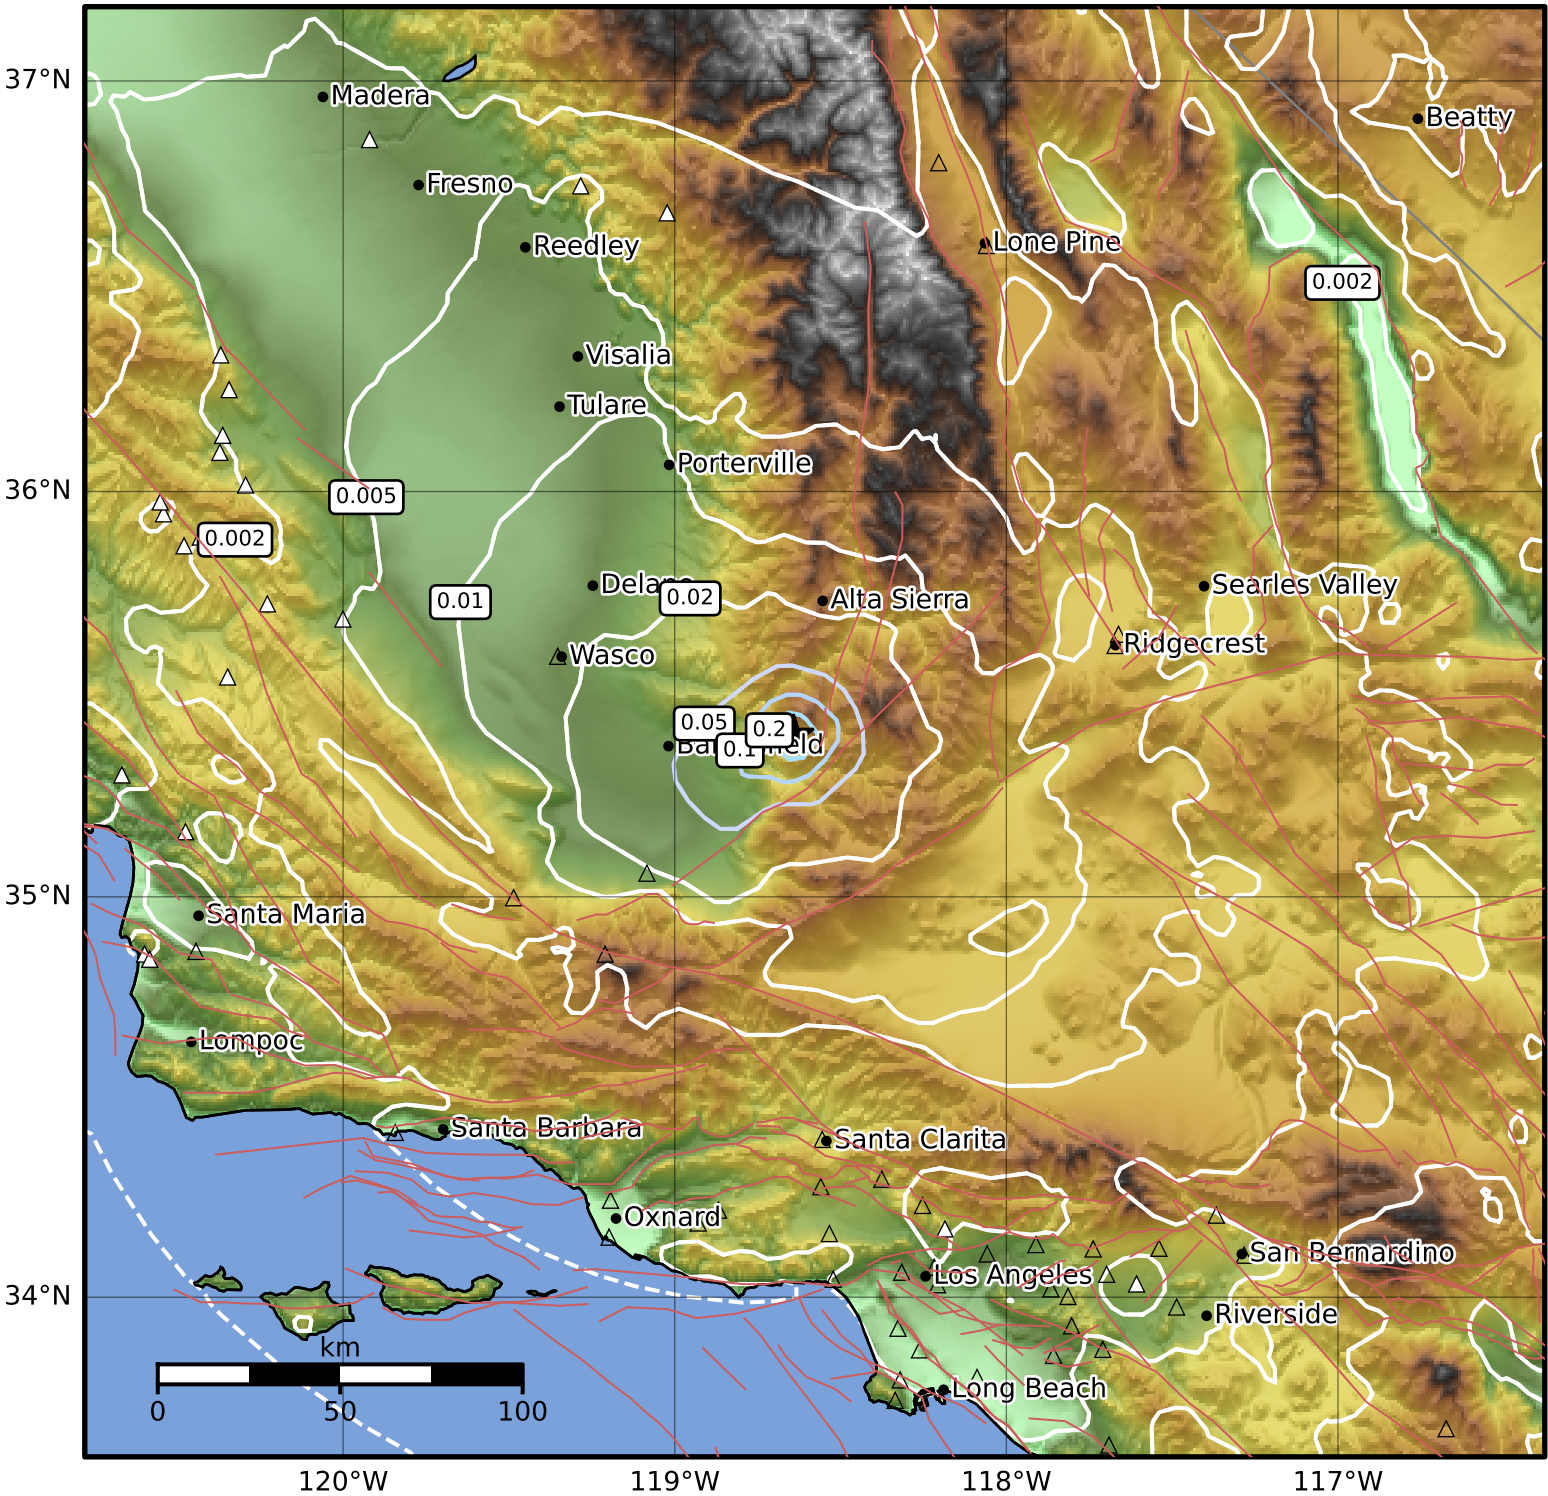 37°N
Madera
Beatty
Fresno
Reedley
Lone Pine
0.002
Visalia
Tulare
Porterville
36°N
0.005
0.002
0.01
Delano
0.02
Alta Sierra
Searles Valley
Wasco
Ridgecrest
0.05
0.2
0.1
35°N
Santa Maria
Lompoc
Santa Barbara
Santa Clarita
Oxnard
San Bernardino
34°N
Los Angeles
Riverside
km
Long Beach
0 50 100
120°W 119°W 118°W 117°W